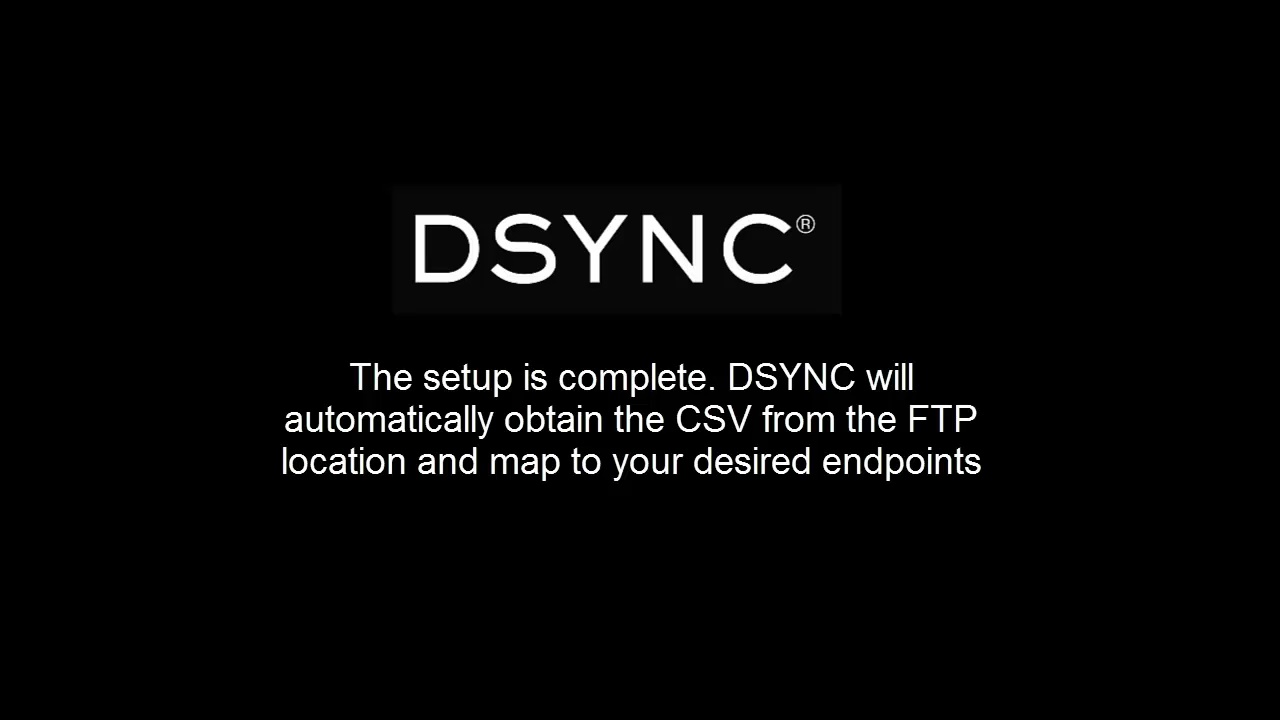 DSYNC®
The setup is complete. DSYNC will
automatically obtain the CSV from the FTP
location and map to your desired endpoints